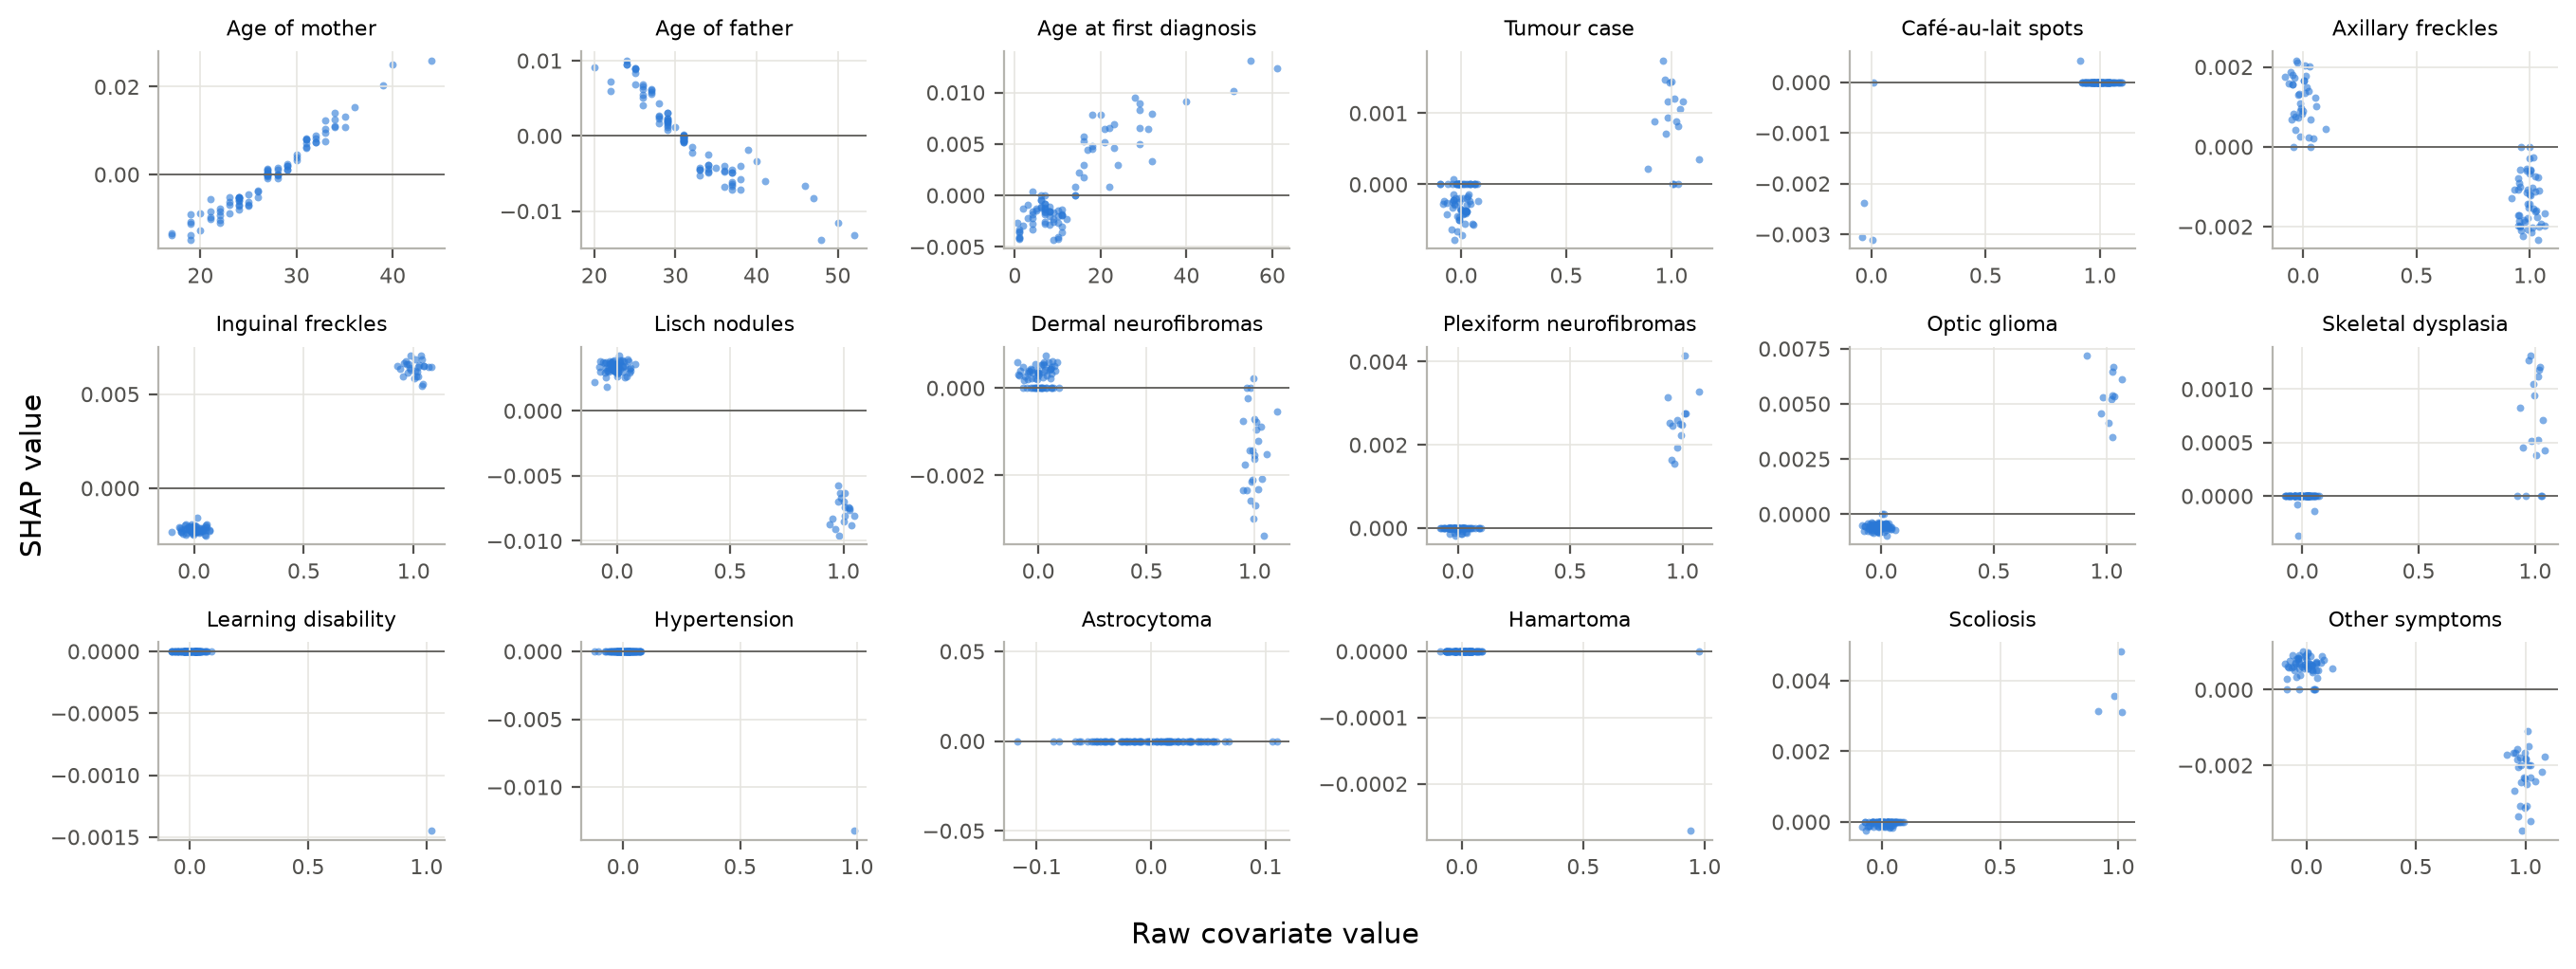 Age of mother
0.02
0.00
20 30 40
Age of father
0.01
0.00
−0.01
20 30 40 50
Age at first diagnosis
0.010
0.005
0.000
−0.005
0 20 40 60
Tumour case
0.001
0.000
0.0 0.5 1.0
Café-au-lait spots
0.000
−0.001
−0.002
−0.003
0.0 0.5 1.0
Axillary freckles
0.002
0.000
−0.002
0.0 0.5 1.0
SHAP value
Inguinal freckles
0.005
0.000
0.0 0.5 1.0
Lisch nodules
0.000
−0.005
−0.010
0.0 0.5 1.0
Dermal neurofibromas
0.000
−0.002
0.0 0.5 1.0
Plexiform neurofibromas
0.004
0.002
0.000
0.0 0.5 1.0
Optic glioma
0.0075
0.0050
0.0025
0.0000
0.0 0.5 1.0
Skeletal dysplasia
0.0010
0.0005
0.0000
0.0 0.5 1.0
Learning disability
0.0000
−0.0005
−0.0010
−0.0015
0.0 0.5 1.0
Hypertension
0.000
−0.005
−0.010
0.0 0.5 1.0
Astrocytoma
0.05
0.00
−0.05
−0.1 0.0 0.1
Hamartoma
0.0000
−0.0001
−0.0002
0.0 0.5 1.0
Scoliosis
0.004
0.002
0.000
0.0 0.5 1.0
Other symptoms
0.000
−0.002
0.0 0.5 1.0
Raw covariate value